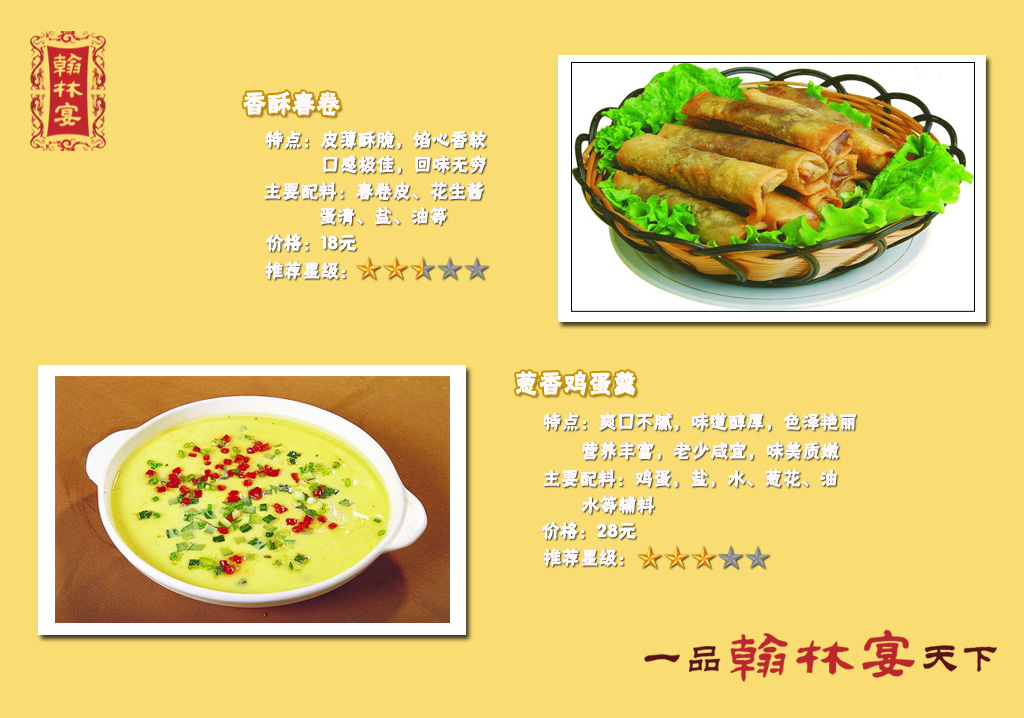 翰林宴
香酥春卷
特点：皮薄酥脆，馅心香软
口感极佳，回味无穷
主要配料：春卷皮、花生酱
蛋清、盐、油等
价格：18元
推荐星级：
葱香鸡蛋羹
特点：爽口不腻，味道醇厚，色泽艳丽
营养丰富，老少咸宜，味美质嫩
主要配料：鸡蛋，盐，水、葱花、油
水等辅料
价格：28元
推荐星级：
一品翰林宴天下